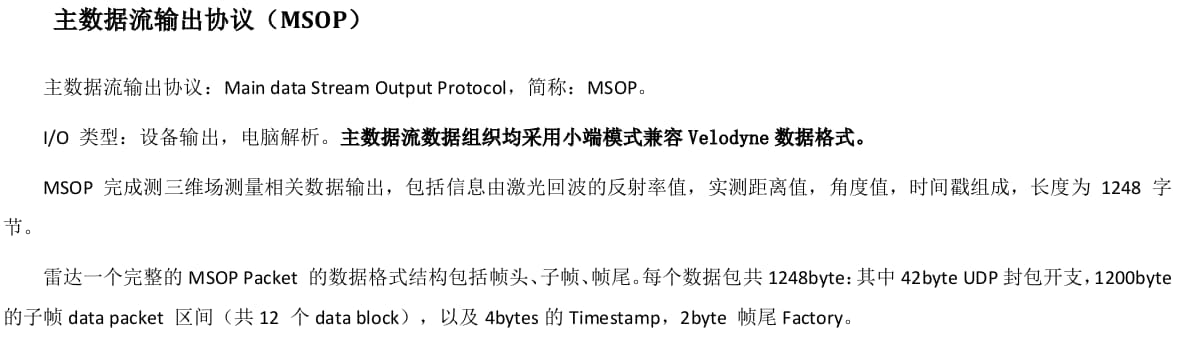 主数据流输出协议（MSOP）
主数据流输出协议：Main data Stream Output Protocol，简称：MSOP。
I/O 类型：设备输出，电脑解析。主数据流数据组织均采用小端模式兼容 Velodyne 数据格式。
MSOP 完成测三维场测量相关数据输出，包括信息由激光回波的反射率值，实测距离值，角度值，时间戳组成，长度为 1248 字
节。
雷达一个完整的 MSOP Packet 的数据格式结构包括帧头、子帧、帧尾。每个数据包共 1248byte：其中 42byte UDP 封包开支，1200byte
的子帧 data packet 区间（共 12 个 data block），以及 4bytes 的 Timestamp，2byte 帧尾 Factory。